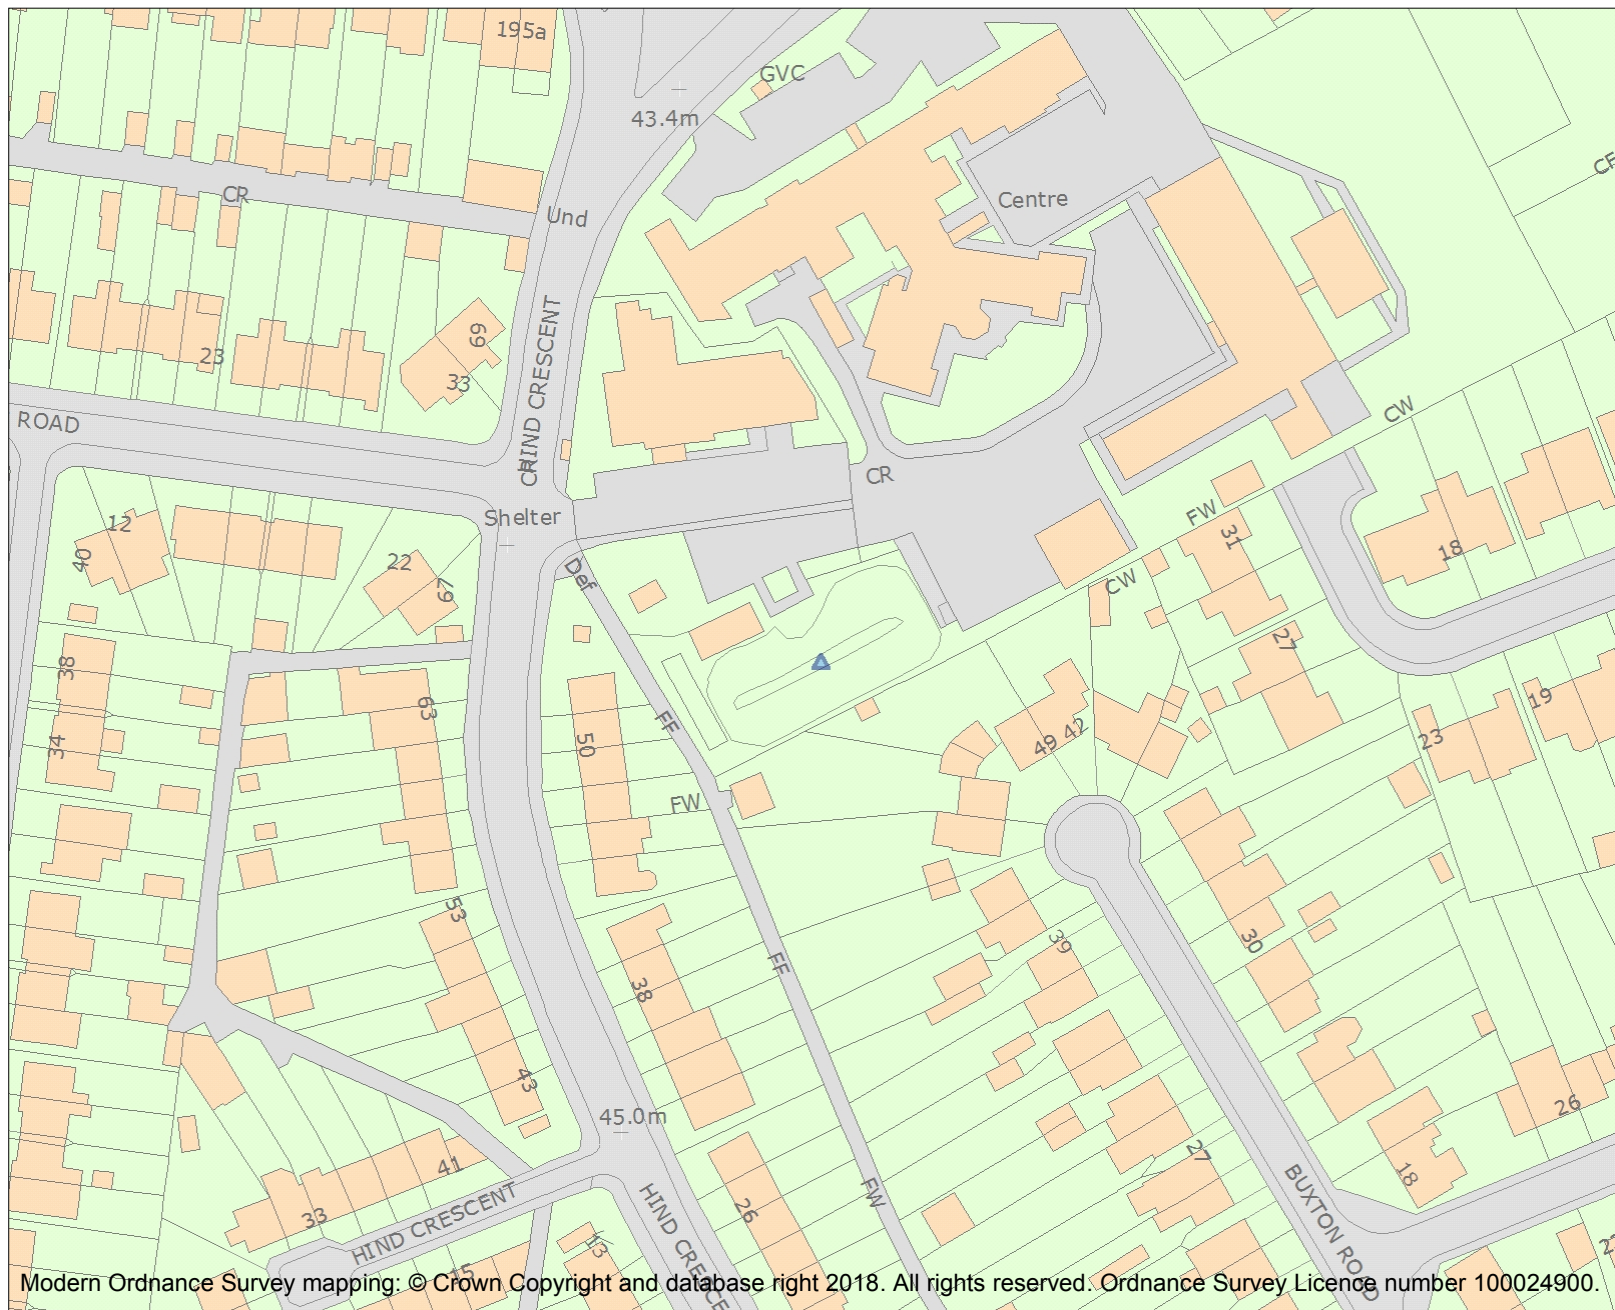 195a
GVC
43.4m
CR
Und
Centre
HIND CRESCENT
69
33
23
ROAD
CR
CR
CW
Shelter
FW
31
18
12
40
22
67
Def
CW
27
38
34
63
50
FF
49 42
19
23
FW
53
39
30
38
FF
43
45.0m
26
41
27
18
33
HIND CRESCENT
26
FW
HIND CRESCE
BUXTON ROAD
13
15
Modern Ordnance Survey mapping: © Crown Copyright and database right 2018. All rights reserved. Ordnance Survey Licence number 100024900.